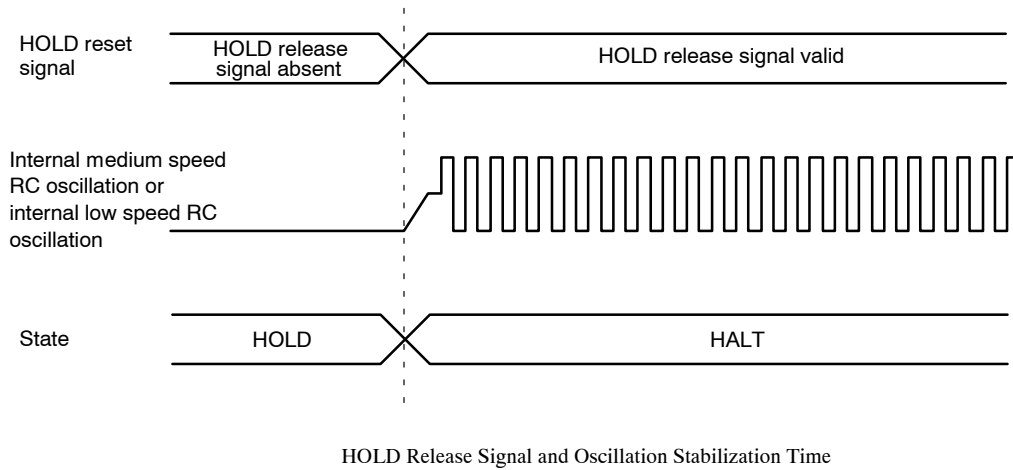 HOLD reset
signal
HOLD release
signal absent
HOLD release signal valid
Internal medium speed
RC oscillation or
internal low speed RC
oscillation
State
HOLD
HALT
HOLD Release Signal and Oscillation Stabilization Time